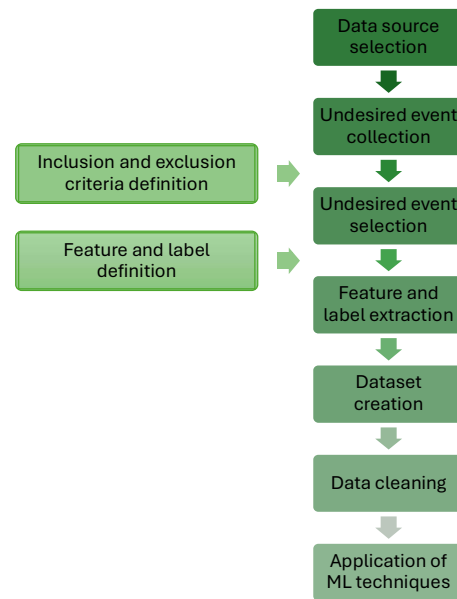 Data source
selection
Undesired event
collection
Inclusion and exclusion
criteria definition
Undesired event
selection
Feature and label
definition
Feature and
label extraction
Dataset
creation
Data cleaning
Application of
ML techniques